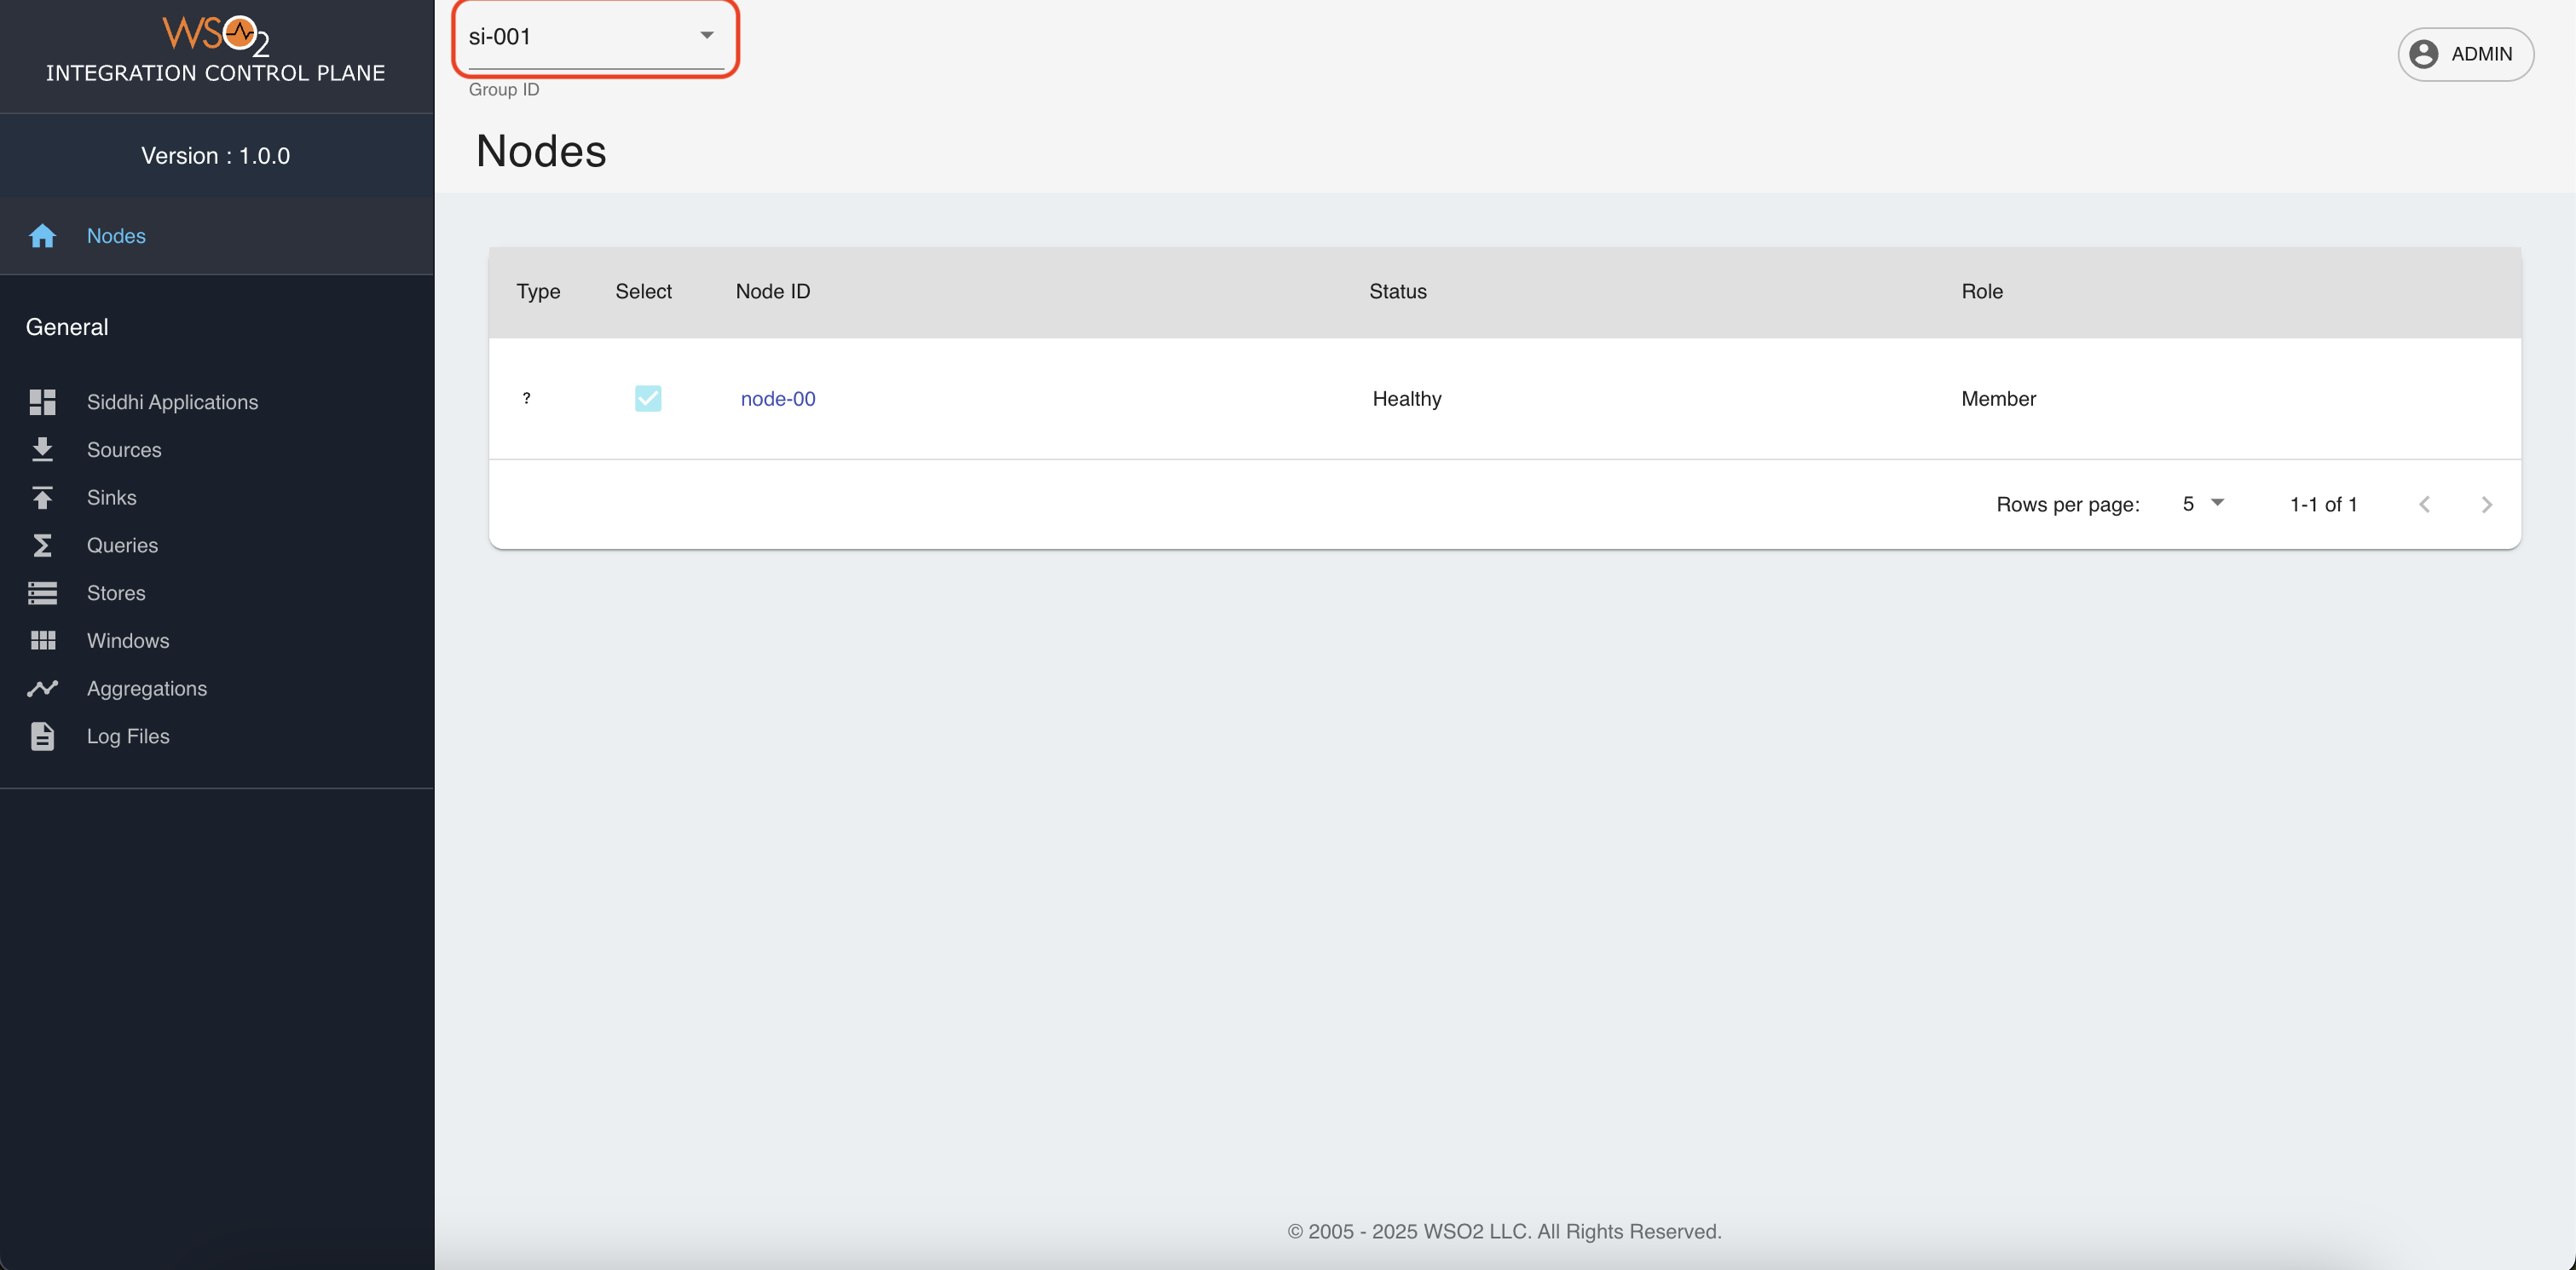 WSO2
INTEGRATION CONTROL PLANE
Version : 1.0.0
Nodes
General
Siddhi Applications
Sources
Sinks
Queries
Stores
Windows
Aggregations
Log Files
si-001
Group ID
ADMIN
Nodes
Type Select Node ID Status Role
? node-00 Healthy Member
Rows per page: 5 1-1 of 1
© 2005 - 2025 WSO2 LLC. All Rights Reserved.